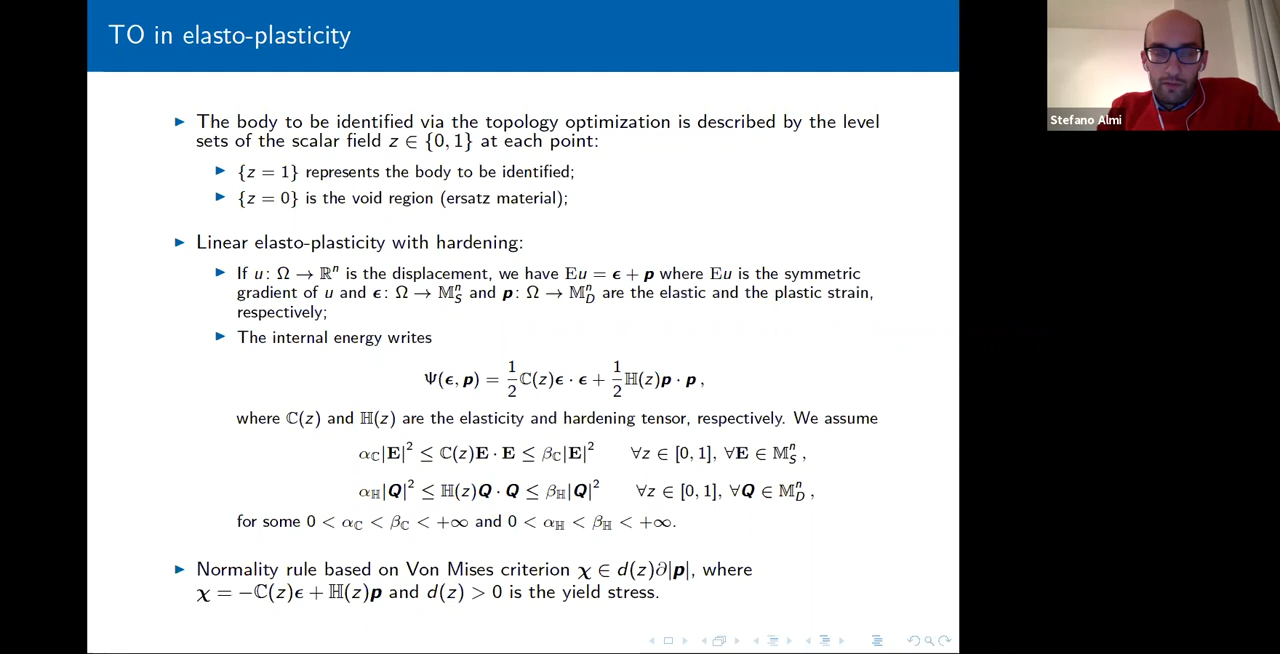 TO in elasto-plasticity
Stefano Almi
▶ The body to be identified via the topology optimization is described by the level
sets of the scalar field z ∈ {0, 1} at each point:
▶ {z = 1} represents the body to be identified;
▶ {z = 0} is the void region (ersatz material);
▶ Linear elasto-plasticity with hardening:
▶ If u: Ω → ℝⁿ is the displacement, we have Eu = ϵ + p where Eu is the symmetric
gradient of u and ϵ: Ω → 𝕄ⁿ_S and p: Ω → 𝕄ⁿ_D are the elastic and the plastic strain,
respectively;
▶ The internal energy writes
Ψ(ϵ, p) = 1/2 ℂ(z)ϵ · ϵ + 1/2 ℍ(z)p · p ,
where ℂ(z) and ℍ(z) are the elasticity and hardening tensor, respectively. We assume
α_ℂ|E|² ≤ ℂ(z)E · E ≤ β_ℂ|E|² ∀z ∈ [0, 1], ∀E ∈ 𝕄ⁿ_S ,
α_ℍ|Q|² ≤ ℍ(z)Q · Q ≤ β_ℍ|Q|² ∀z ∈ [0, 1], ∀Q ∈ 𝕄ⁿ_D ,
for some 0 < α_ℂ < β_ℂ < +∞ and 0 < α_ℍ < β_ℍ < +∞.
▶ Normality rule based on Von Mises criterion χ ∈ d(z)∂|p|, where
χ = −ℂ(z)ϵ + ℍ(z)p and d(z) > 0 is the yield stress.